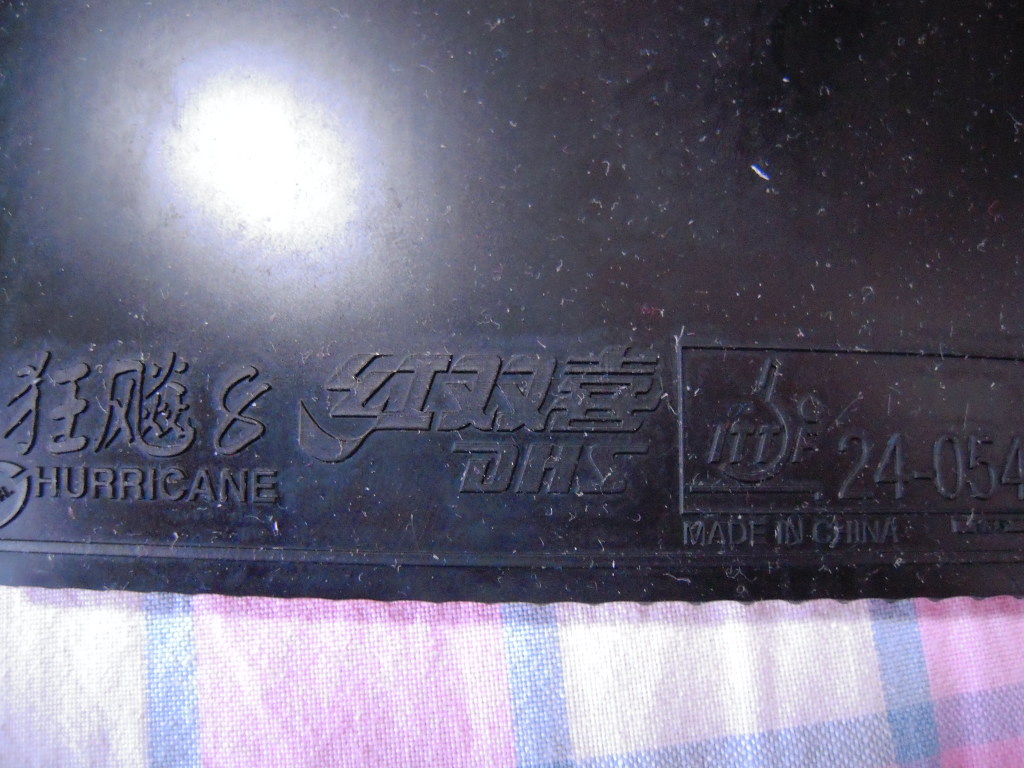 狂飚8
HURRICANE
红双喜
DHS
ITTF
24-054
MADE IN CHINA